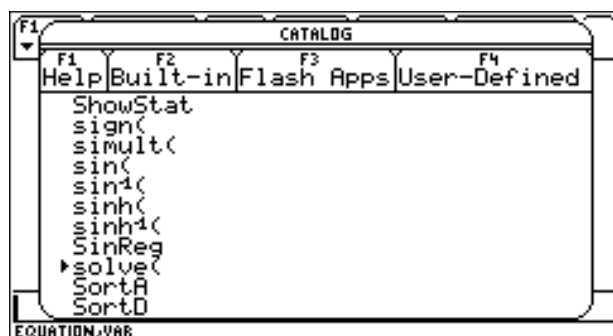 F1
CATALOG
F1 F2 F3 F4
Help Built-in Flash Apps User-Defined
ShowStat
sign(
simult(
sin(
sin⁻¹(
sinh(
sinh⁻¹(
SinReg
▸solve(
SortA
SortD
EQUATION,VAR